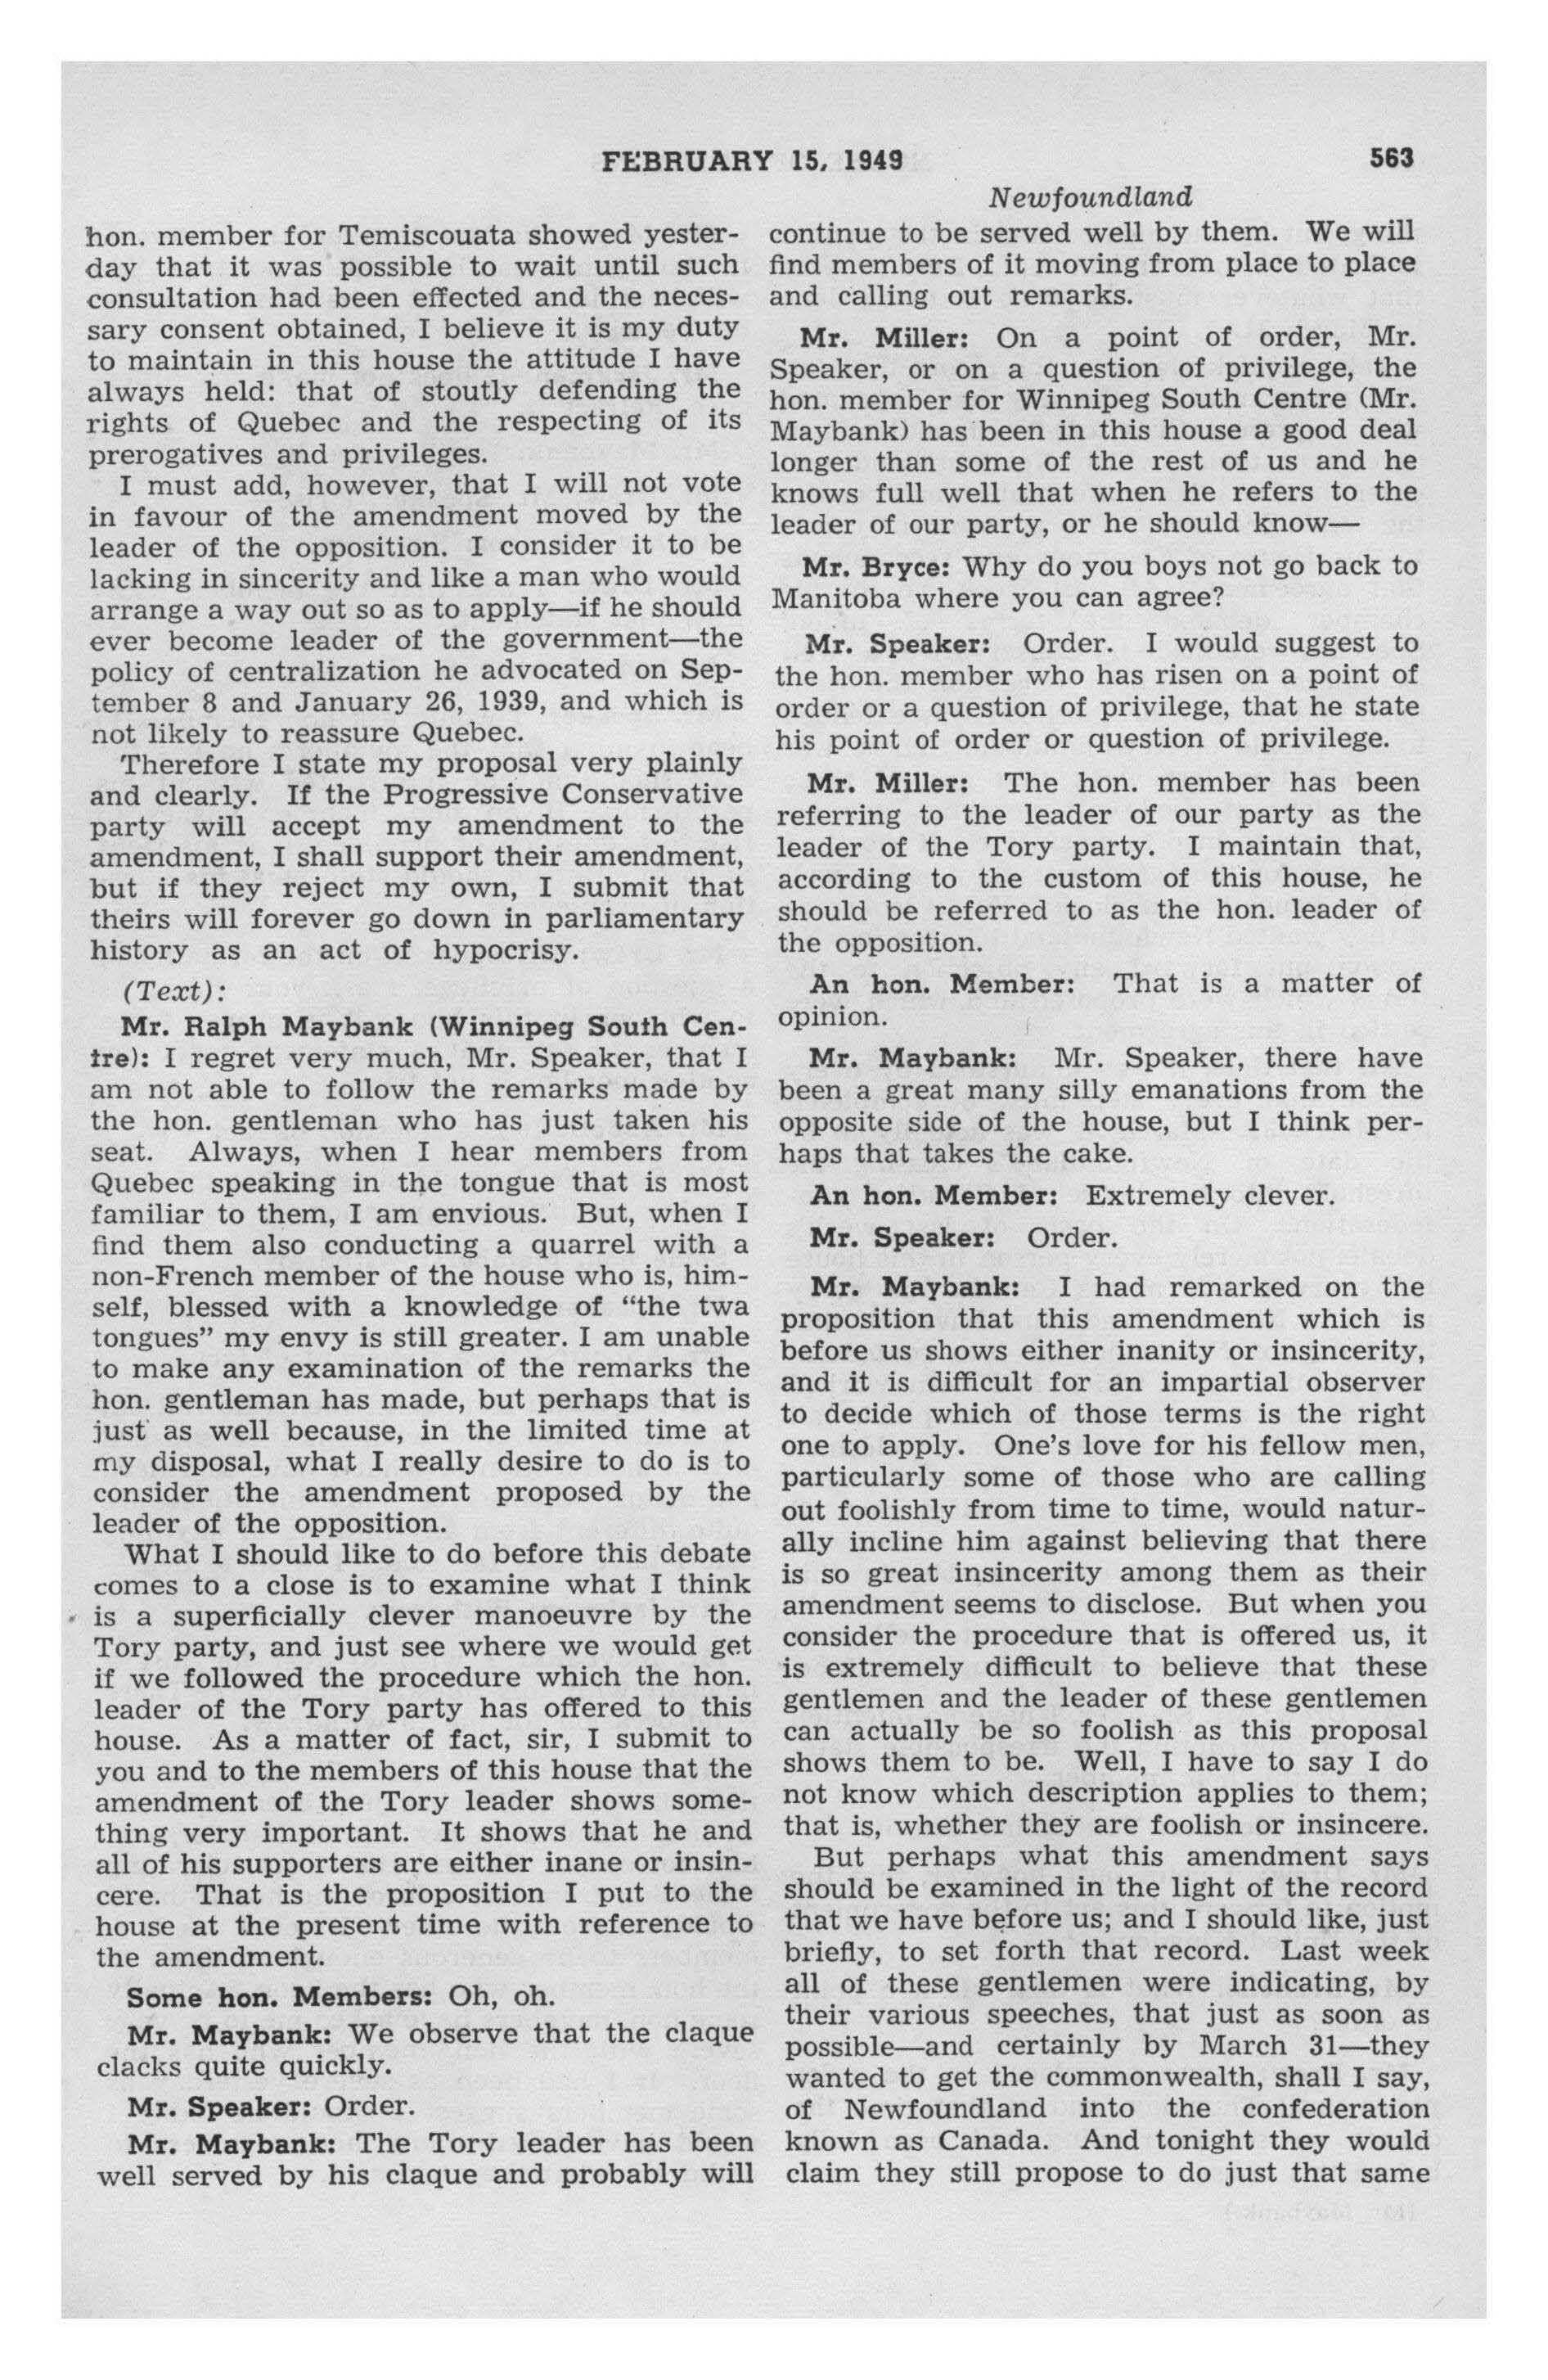 FEBRUARY 15, 1949
563
Newfoundland
hon. member for Temiscouata showed yester-
day that it was possible to wait until such
consultation had been effected and the neces-
sary consent obtained, I believe it is my duty
to maintain in this house the attitude I have
always held: that of stoutly defending the
rights of Quebec and the respecting of its
prerogatives and privileges.
I must add, however, that I will not vote
in favour of the amendment moved by the
leader of the opposition. I consider it to be
lacking in sincerity and like a man who would
arrange a way out so as to apply—if he should
ever become leader of the government—the
policy of centralization he advocated on Sep-
tember 8 and January 26, 1939, and which is
not likely to reassure Quebec.
Therefore I state my proposal very plainly
and clearly. If the Progressive Conservative
party will accept my amendment to the
amendment, I shall support their amendment,
but if they reject my own, I submit that
theirs will forever go down in parliamentary
history as an act of hypocrisy.
(Text):
Mr. Ralph Maybank (Winnipeg South Cen-
tre): I regret very much, Mr. Speaker, that I
am not able to follow the remarks made by
the hon. gentleman who has just taken his
seat. Always, when I hear members from
Quebec speaking in the tongue that is most
familiar to them, I am envious. But, when I
find them also conducting a quarrel with a
non-French member of the house who is, him-
self, blessed with a knowledge of “the twa
tongues” my envy is still greater. I am unable
to make any examination of the remarks the
hon. gentleman has made, but perhaps that is
just as well because, in the limited time at
my disposal, what I really desire to do is to
consider the amendment proposed by the
leader of the opposition.
What I should like to do before this debate
comes to a close is to examine what I think
is a superficially clever manoeuvre by the
Tory party, and just see where we would get
if we followed the procedure which the hon.
leader of the Tory party has offered to this
house. As a matter of fact, sir, I submit to
you and to the members of this house that the
amendment of the Tory leader shows some-
thing very important. It shows that he and
all of his supporters are either inane or insin-
cere. That is the proposition I put to the
house at the present time with reference to
the amendment.
Some hon. Members: Oh, oh.
Mr. Maybank: We observe that the claque
clacks quite quickly.
Mr. Speaker: Order.
Mr. Maybank: The Tory leader has been
well served by his claque and probably will
continue to be served well by them. We will
find members of it moving from place to place
and calling out remarks.
Mr. Miller: On a point of order, Mr.
Speaker, or on a question of privilege, the
hon. member for Winnipeg South Centre (Mr.
Maybank) has been in this house a good deal
longer than some of the rest of us and he
knows full well that when he refers to the
leader of our party, or he should know—
Mr. Bryce: Why do you boys not go back to
Manitoba where you can agree?
Mr. Speaker: Order. I would suggest to
the hon. member who has risen on a point of
order or a question of privilege, that he state
his point of order or question of privilege.
Mr. Miller: The hon. member has been
referring to the leader of our party as the
leader of the Tory party. I maintain that,
according to the custom of this house, he
should be referred to as the hon. leader of
the opposition.
An hon. Member: That is a matter of
opinion.
Mr. Maybank: Mr. Speaker, there have
been a great many silly emanations from the
opposite side of the house, but I think per-
haps that takes the cake.
An hon. Member: Extremely clever.
Mr. Speaker: Order.
Mr. Maybank: I had remarked on the
proposition that this amendment which is
before us shows either inanity or insincerity,
and it is difficult for an impartial observer
to decide which of those terms is the right
one to apply. One's love for his fellow men,
particularly some of those who are calling
out foolishly from time to time, would natur-
ally incline him against believing that there
is so great insincerity among them as their
amendment seems to disclose. But when you
consider the procedure that is offered us, it
is extremely difficult to believe that these
gentlemen and the leader of these gentlemen
can actually be so foolish as this proposal
shows them to be. Well, I have to say I do
not know which description applies to them;
that is, whether they are foolish or insincere.
But perhaps what this amendment says
should be examined in the light of the record
that we have before us; and I should like, just
briefly, to set forth that record. Last week
all of these gentlemen were indicating, by
their various speeches, that just as soon as
possible—and certainly by March 31—they
wanted to get the commonwealth, shall I say,
of Newfoundland into the confederation
known as Canada. And tonight they would
claim they still propose to do just that same